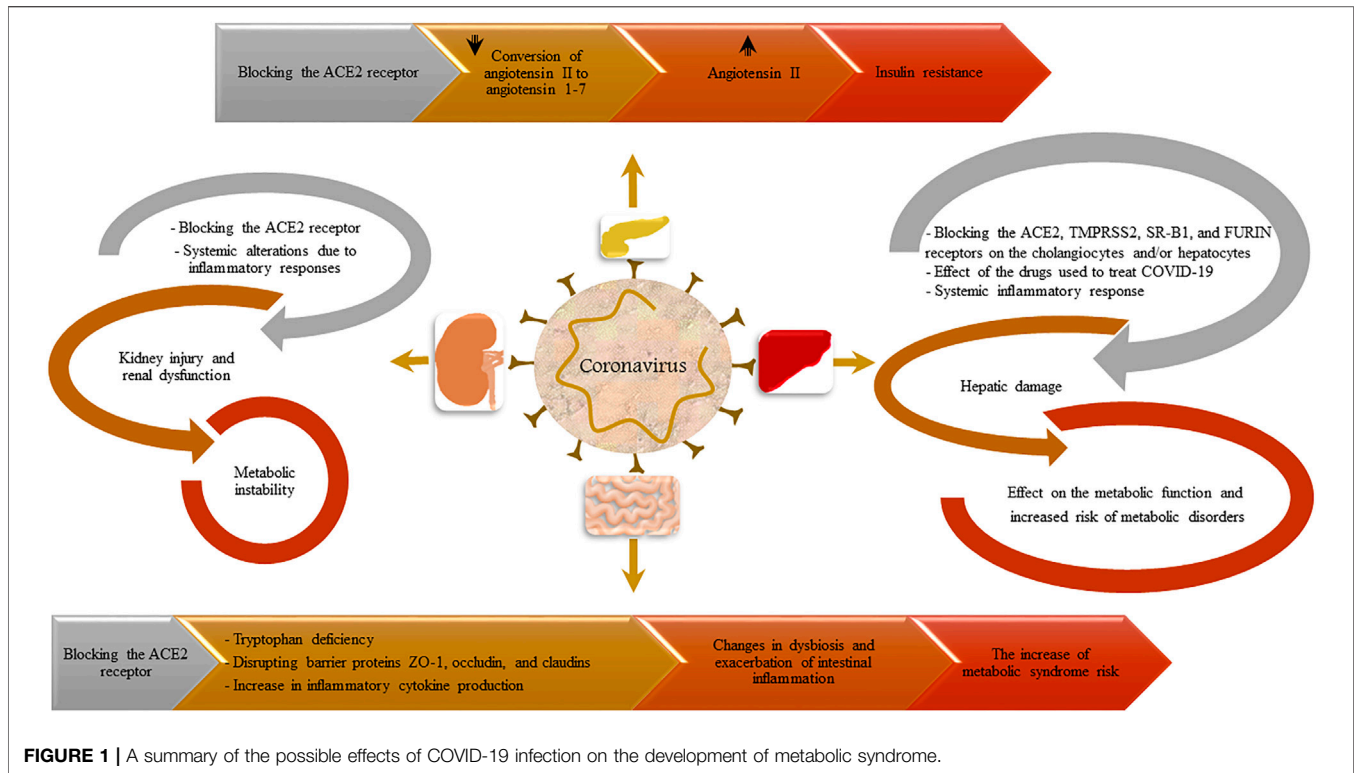 Blocking the ACE2 receptor
Conversion of
angiotensin II to
angiotensin 1-7
Angiotensin II
Insulin resistance
- Blocking the ACE2 receptor
- Systemic alterations due to
inflammatory responses
Kidney injury and
renal dysfunction
Metabolic
instability
Coronavirus
- Blocking the ACE2, TMPRSS2, SR-B1, and FURIN
receptors on the cholangiocytes and/or hepatocytes
- Effect of the drugs used to treat COVID-19
- Systemic inflammatory response
Hepatic damage
Effect on the metabolic function and
increased risk of metabolic disorders
Blocking the ACE2
receptor
- Tryptophan deficiency
- Disrupting barrier proteins ZO-1, occludin, and claudins
- Increase in inflammatory cytokine production
Changes in dysbiosis and
exacerbation of intestinal
inflammation
The increase of
metabolic syndrome risk
FIGURE 1 | A summary of the possible effects of COVID-19 infection on the development of metabolic syndrome.